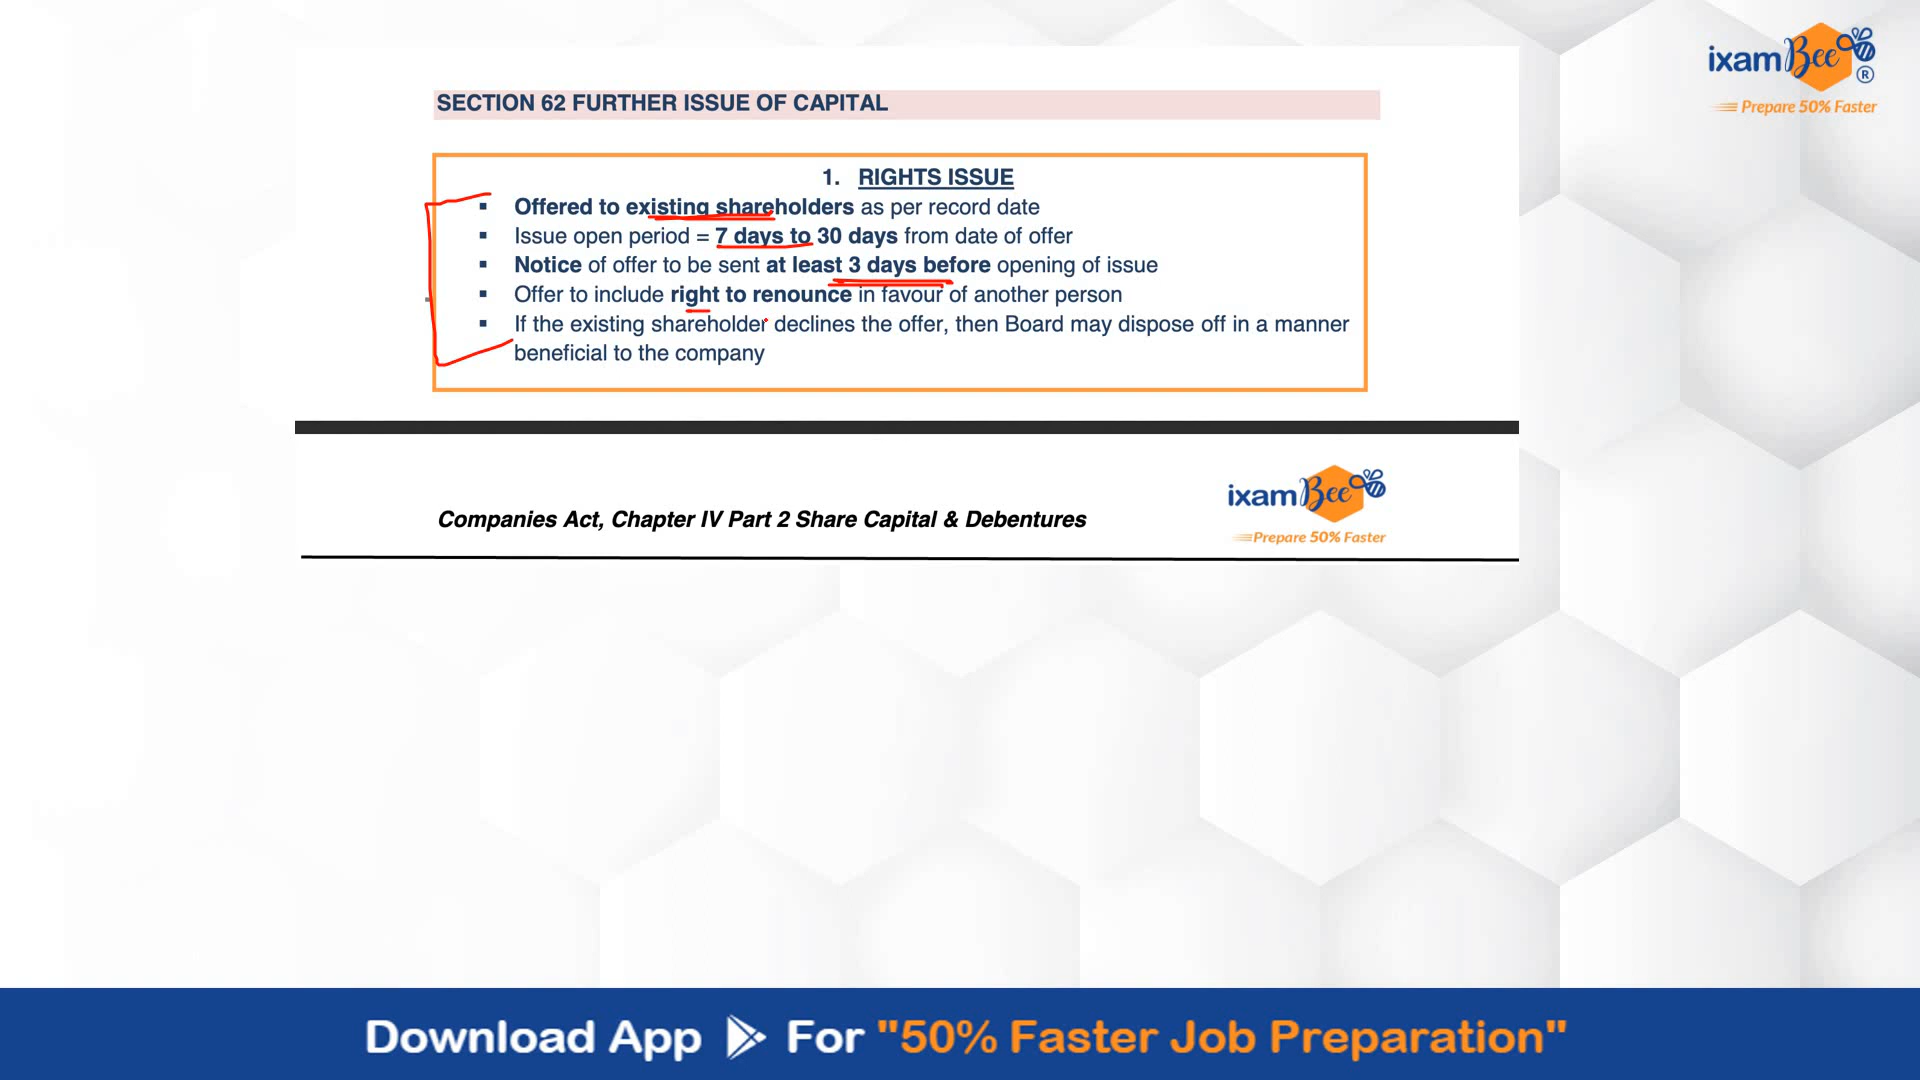 ixamBee
®
Prepare 50% Faster
SECTION 62 FURTHER ISSUE OF CAPITAL
1. RIGHTS ISSUE
▪ Offered to existing shareholders as per record date
▪ Issue open period = 7 days to 30 days from date of offer
▪ Notice of offer to be sent at least 3 days before opening of issue
▪ Offer to include right to renounce in favour of another person
▪ If the existing shareholder declines the offer, then Board may dispose off in a manner
beneficial to the company
ixamBee
Prepare 50% Faster
Companies Act, Chapter IV Part 2 Share Capital & Debentures
Download App For "50% Faster Job Preparation"